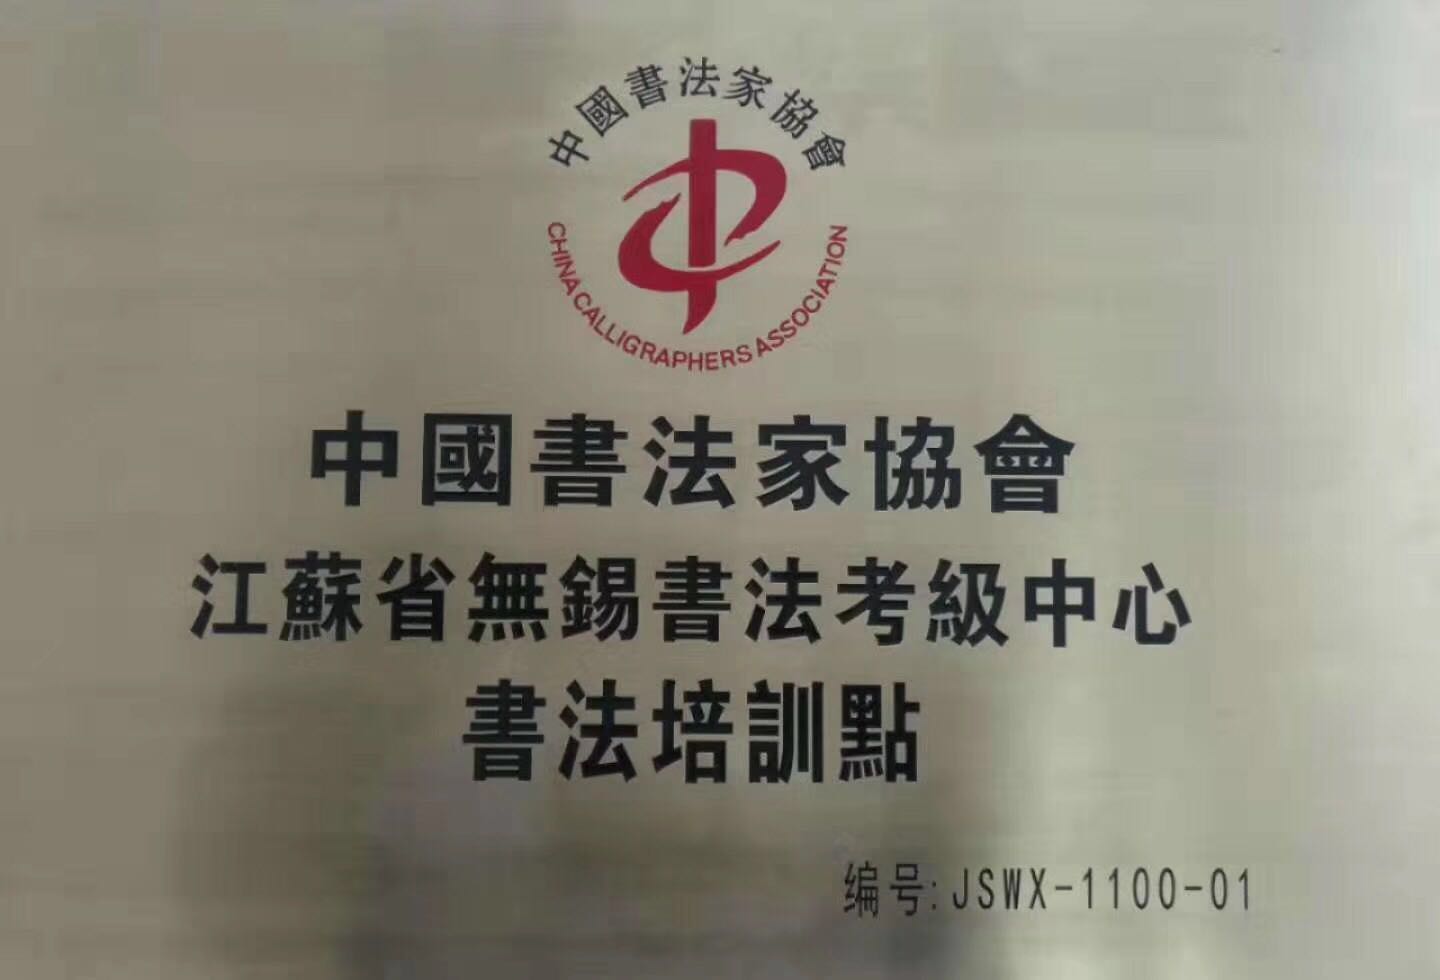 中國書法家協會
CHINA CALLIGRAPHERS ASSOCIATION
中國書法家協會
江蘇省無錫書法考級中心
書法培訓點
编号:JSWX-1100-01